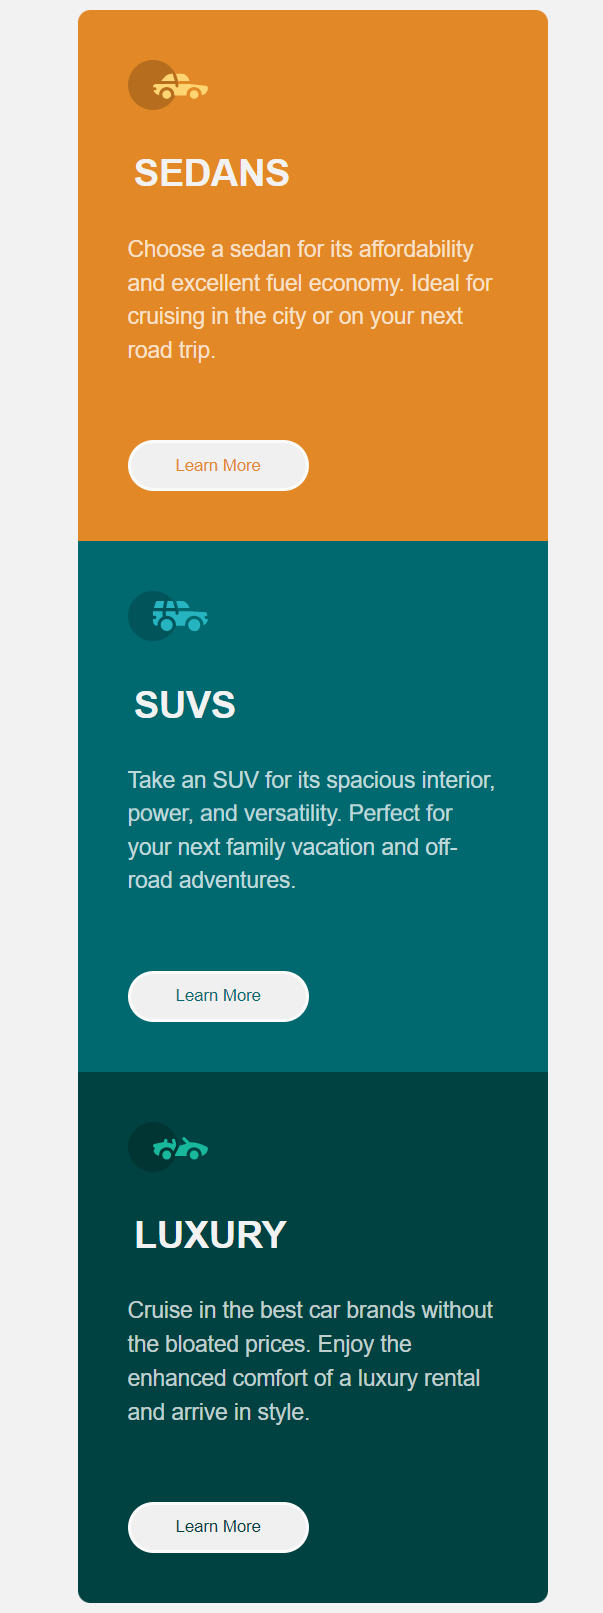 SEDANS
Choose a sedan for its affordability
and excellent fuel economy. Ideal for
cruising in the city or on your next
road trip.
Learn More
SUVS
Take an SUV for its spacious interior,
power, and versatility. Perfect for
your next family vacation and off-
road adventures.
Learn More
LUXURY
Cruise in the best car brands without
the bloated prices. Enjoy the
enhanced comfort of a luxury rental
and arrive in style.
Learn More